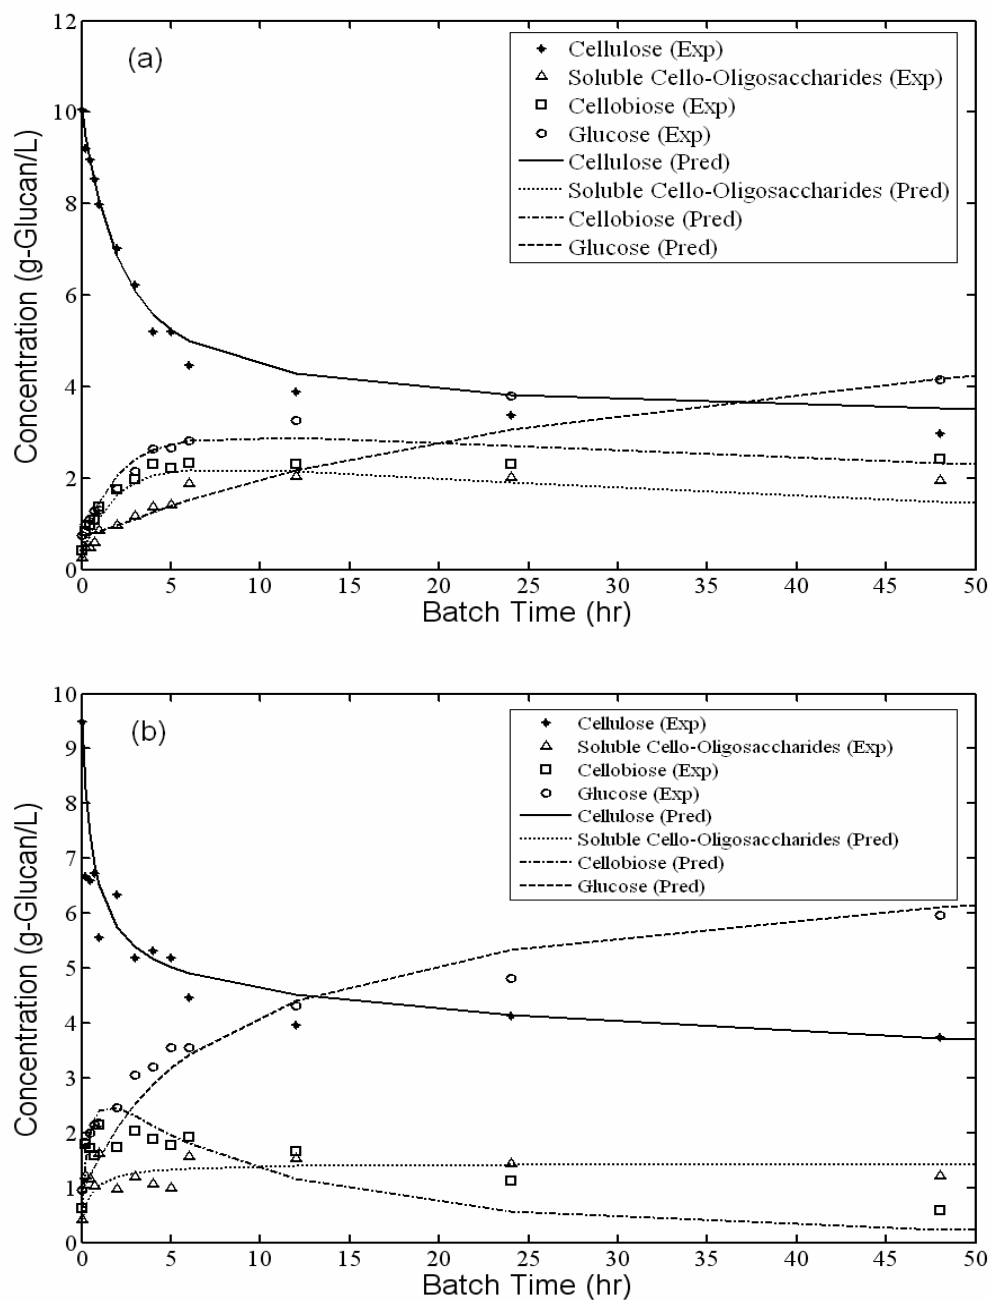 (a)
Cellulose (Exp)
Soluble Cello-Oligosaccharides (Exp)
Cellobiose (Exp)
Glucose (Exp)
Cellulose (Pred)
Soluble Cello-Oligosaccharides (Pred)
Cellobiose (Pred)
Glucose (Pred)
Concentration (g-Glucan/L)
12
10
8
6
4
2
0
0 5 10 15 20 25 30 35 40 45 50
Batch Time (hr)
(b)
Cellulose (Exp)
Soluble Cello-Oligosaccharides (Exp)
Cellobiose (Exp)
Glucose (Exp)
Cellulose (Pred)
Soluble Cello-Oligosaccharides (Pred)
Cellobiose (Pred)
Glucose (Pred)
Concentration (g-Glucan/L)
10
9
8
7
6
5
4
3
2
1
0
0 5 10 15 20 25 30 35 40 45 50
Batch Time (hr)